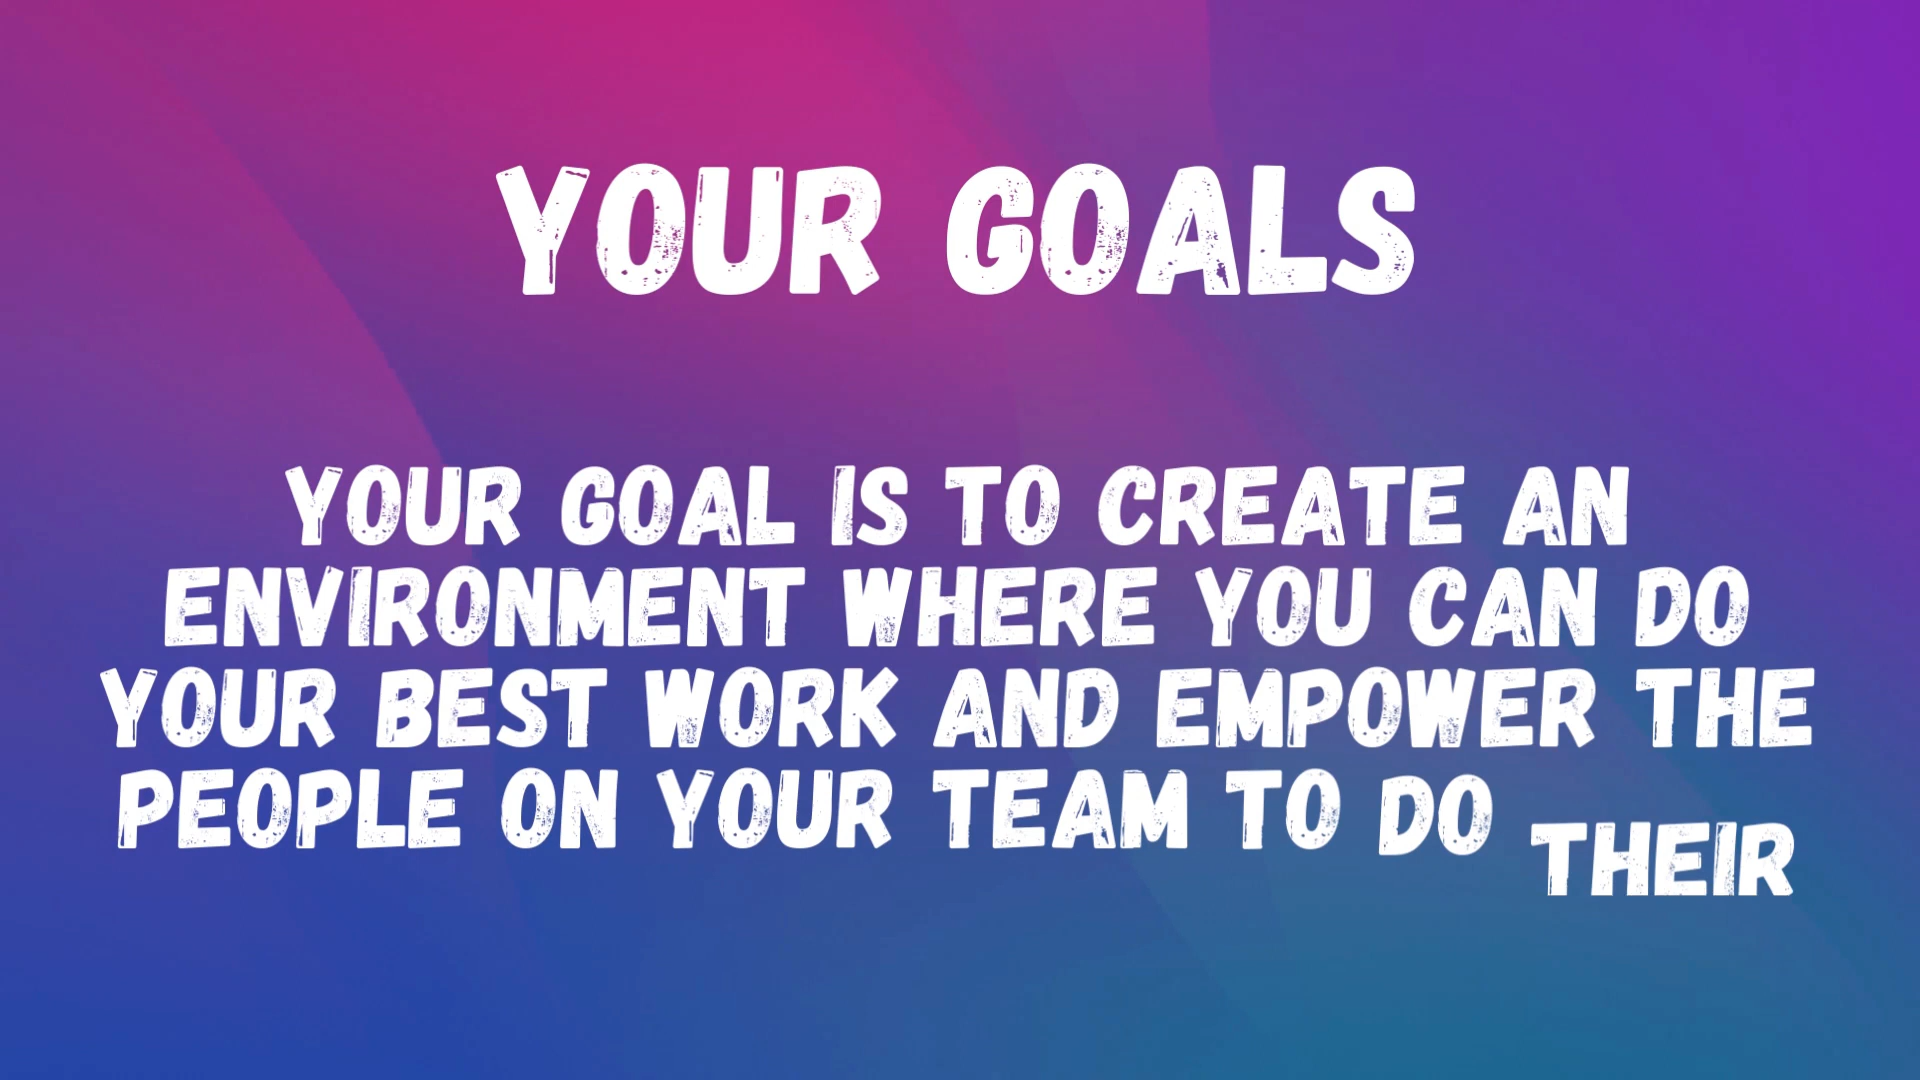 YOUR GOALS
YOUR GOAL IS TO CREATE AN
ENVIRONMENT WHERE YOU CAN DO
YOUR BEST WORK AND EMPOWER THE
PEOPLE ON YOUR TEAM TO DO THEIR